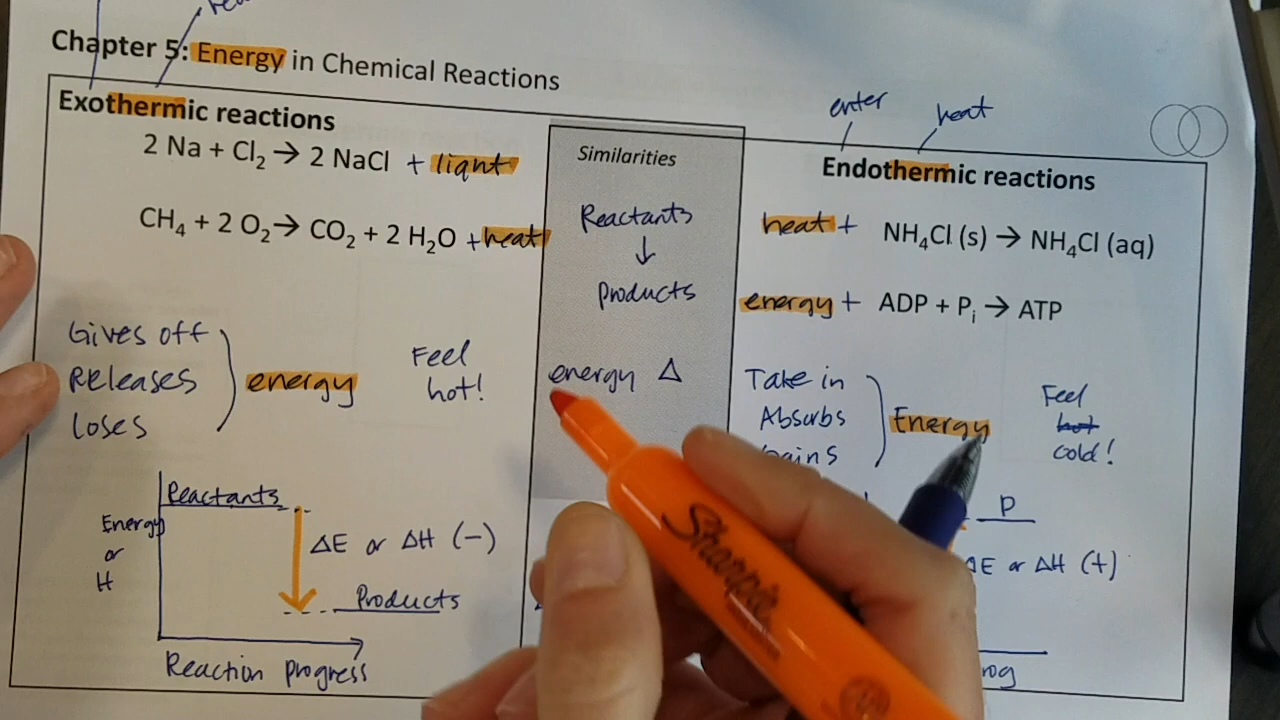 Chapter 5: Energy in Chemical Reactions
Exothermic reactions
2 Na + Cl₂ → 2 NaCl + light
CH₄ + 2 O₂ → CO₂ + 2 H₂O + heat
Gives off
Releases
Loses
energy
Feel
hot!
Reactants
Energy
or
H
ΔE or ΔH (−)
Products
Reaction progress
Similarities
Reactants
↓
Products
energy Δ
enter
heat
Endothermic reactions
heat + NH₄Cl (s) → NH₄Cl (aq)
energy + ADP + Pᵢ → ATP
Take in
Absorbs
Gains
Energy
Feel
hot
cold!
P
ΔE or ΔH (+)
Sharpie